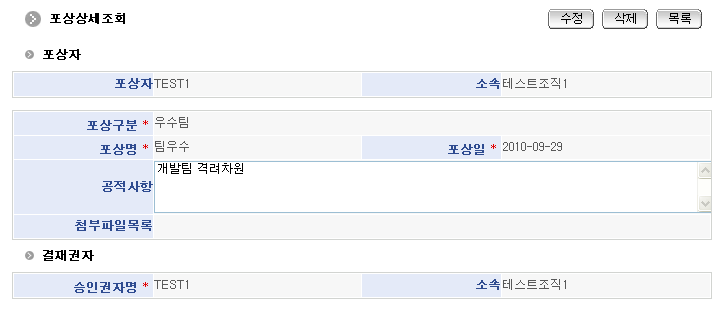 포상상세조회 수정 삭제 목록
포상자
포상자 TEST1 소속 테스트조직1
포상구분 * 우수팀
포상명 * 팀우수 포상일 * 2010-09-29
공적사항 개발팀 격려차원
첨부파일목록
결재권자
승인권자명 * TEST1 소속 테스트조직1